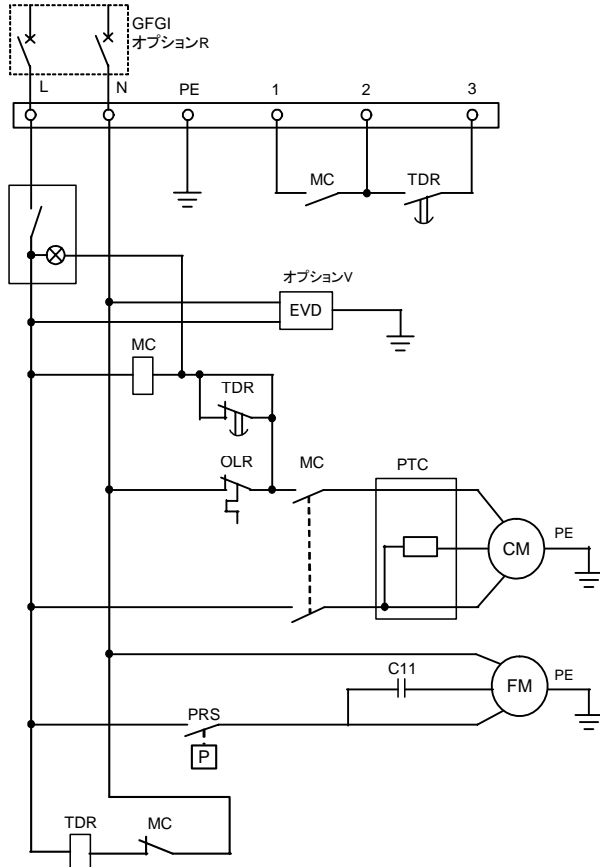 GFGI
オプションR
L
N
PE
1
2
3
MC
TDR
オプションV
EVD
MC
TDR
OLR
MC
PTC
CM
PE
C11
FM
PE
PRS
P
TDR
MC